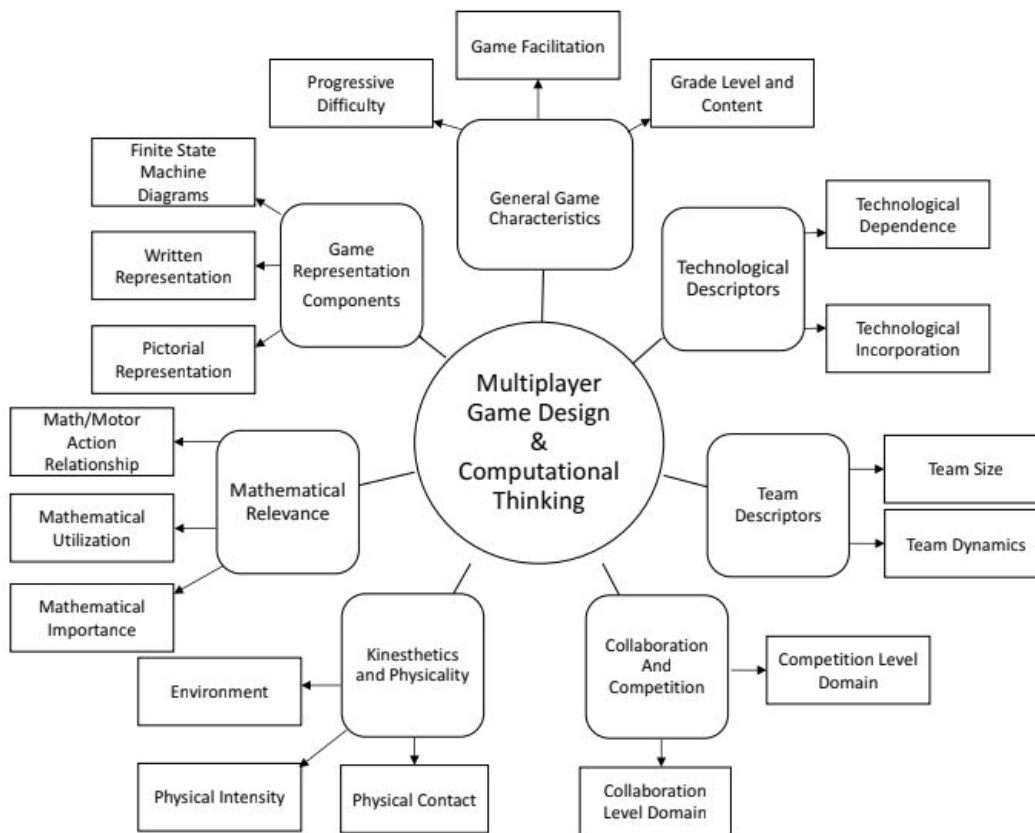 Game Facilitation
Progressive
Difficulty
Grade Level and
Content
General Game
Characteristics
Finite State
Machine
Diagrams
Written
Representation
Pictorial
Representation
Game
Representation
Components
Technological
Descriptors
Technological
Dependence
Technological
Incorporation
Multiplayer
Game Design
&
Computational
Thinking
Math/Motor
Action
Relationship
Mathematical
Utilization
Mathematical
Importance
Mathematical
Relevance
Team
Descriptors
Team Size
Team Dynamics
Kinesthetics
and Physicality
Environment
Physical Intensity
Physical Contact
Collaboration
And
Competition
Competition Level
Domain
Collaboration
Level Domain